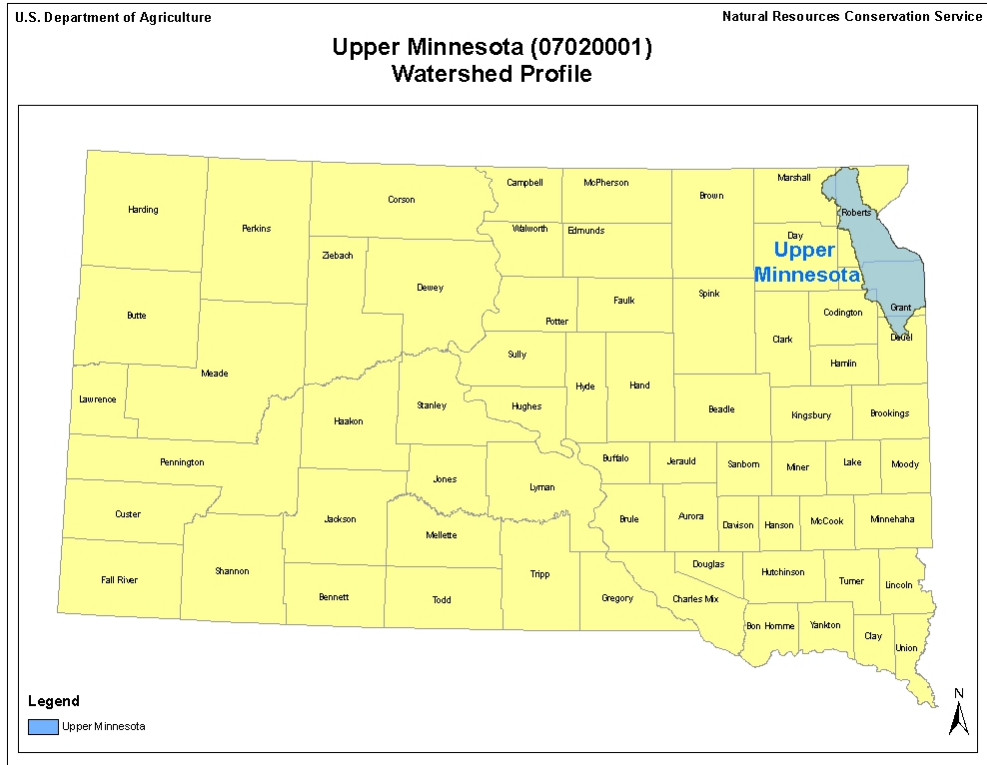 U.S. Department of Agriculture
Natural Resources Conservation Service
Upper Minnesota (07020001)
Watershed Profile
Harding
Perkins
Corson
Campbell
McPherson
Brown
Marshall
Roberts
Walworth
Edmunds
Day
Ziebach
Dewey
Upper
Minnesota
Butte
Potter
Faulk
Spink
Codington
Grant
Meade
Sully
Clark
Deuel
Hamlin
Lawrence
Haakon
Stanley
Hughes
Hyde
Hand
Beadle
Kingsbury
Brookings
Pennington
Jones
Lyman
Buffalo
Jerauld
Sanborn
Miner
Lake
Moody
Custer
Jackson
Mellette
Brule
Aurora
Davison
Hanson
McCook
Minnehaha
Fall River
Shannon
Bennett
Todd
Tripp
Gregory
Douglas
Charles Mix
Hutchinson
Turner
Lincoln
Bon Homme
Yankton
Clay
Union
Legend
Upper Minnesota
N